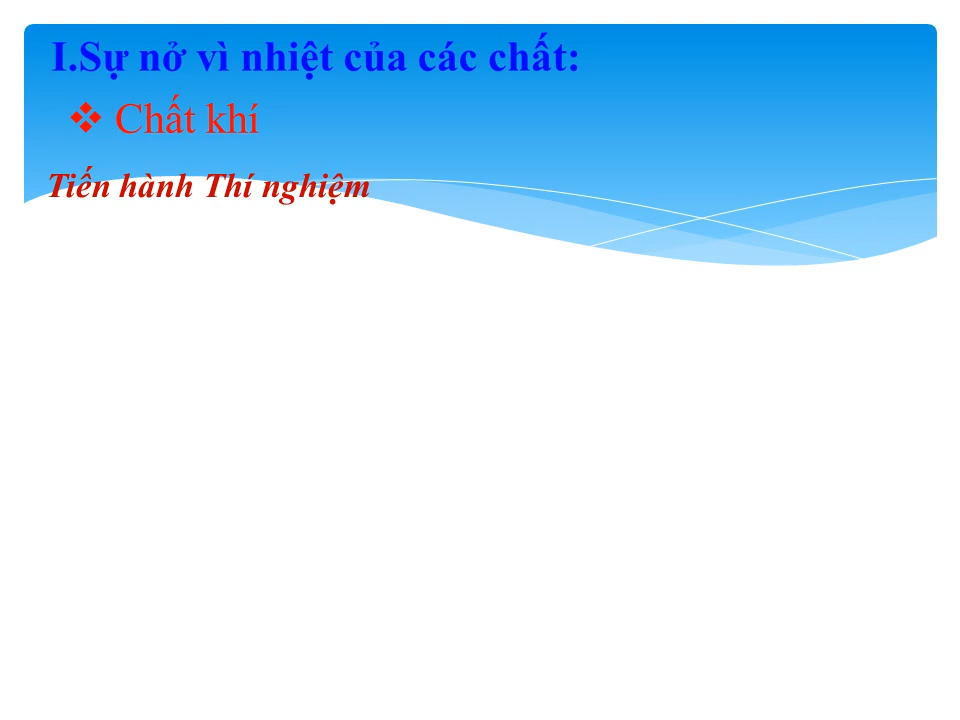 I.Sự nở vì nhiệt của các chất:
❖ Chất khí
Tiến hành Thí nghiệm